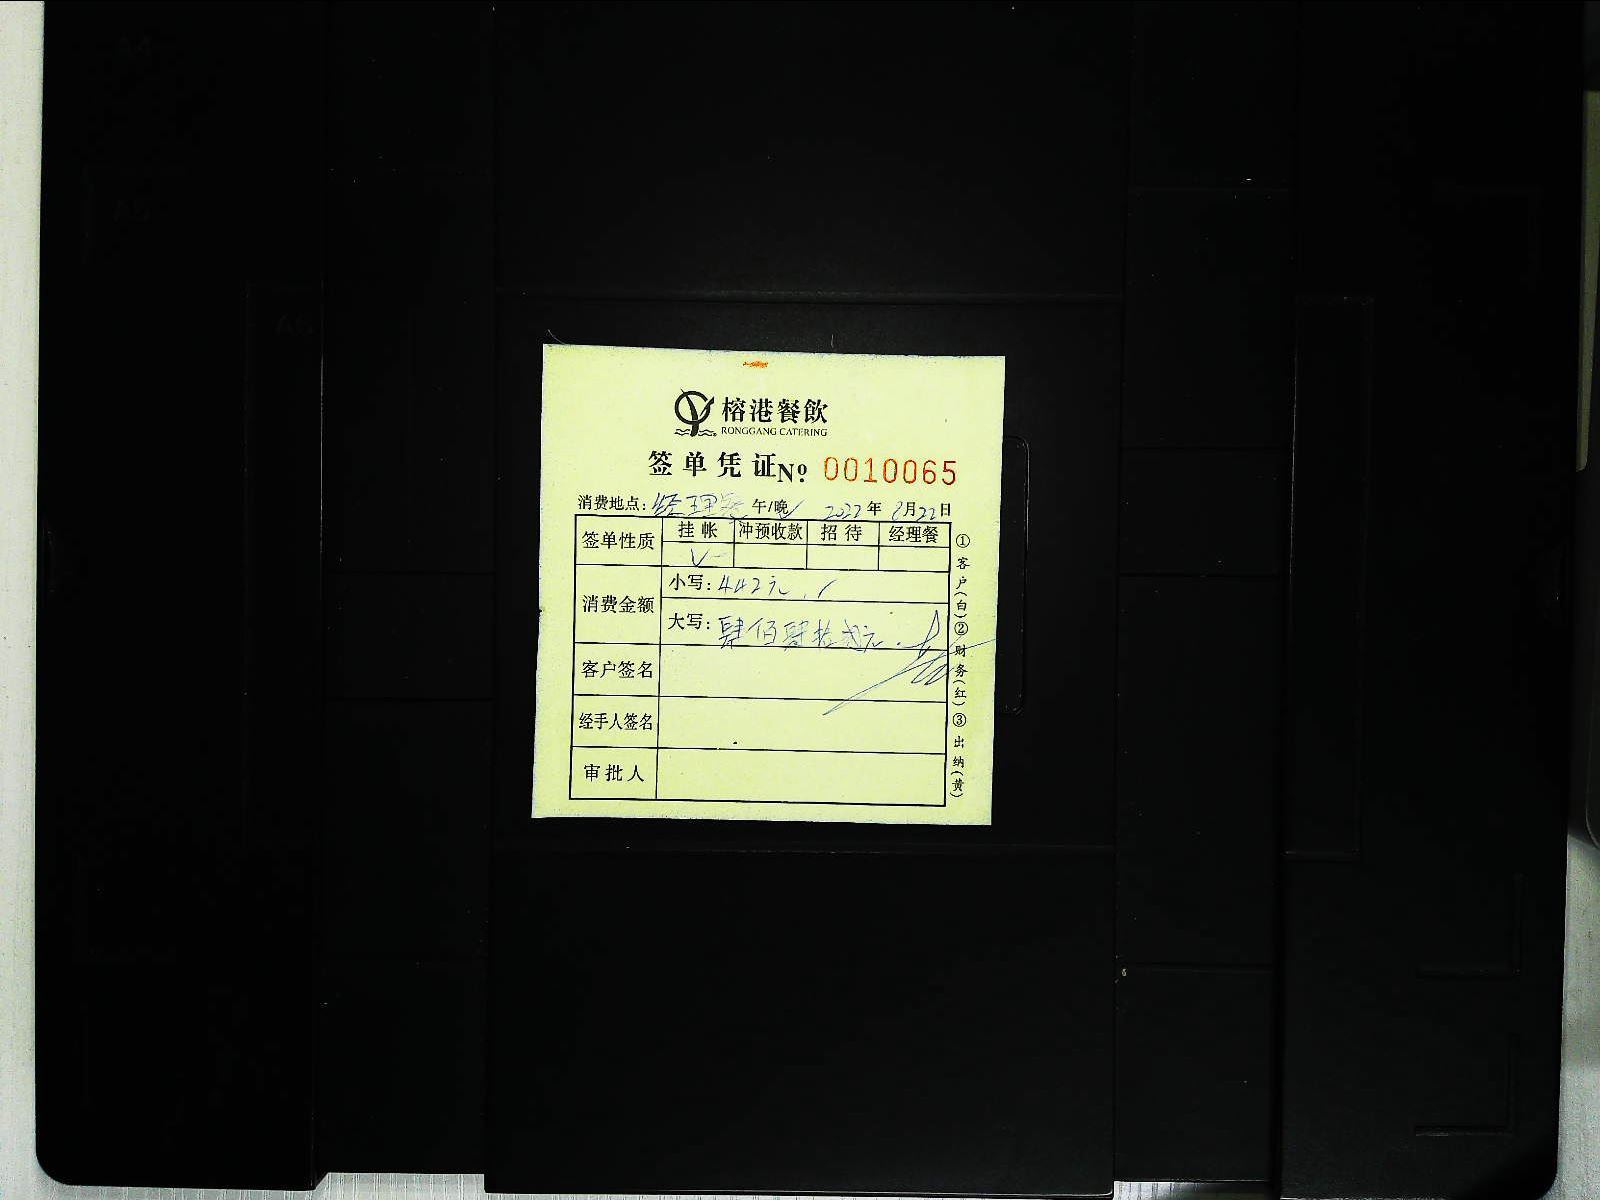 榕港餐飲
RONGGANG CATERING
签单凭证 Nº 0010065
消费地点: 经理餐 午/晚✓ 2022年8月22日
签单性质 挂帐 冲预收款 招待 经理餐
✓
消费金额 小写: 442元.
大写: 肆佰肆拾贰元.
客户签名
经手人签名
审批人
①客户(白)②财务(红)③出纳(黄)